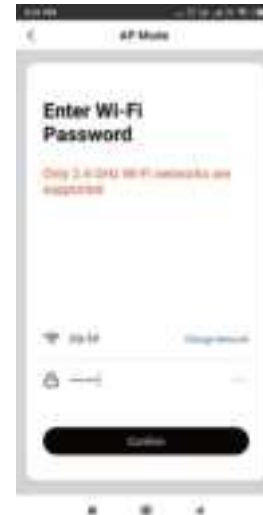 AP Mode
Enter Wi-Fi
Password
Only 2.4 GHz Wi-Fi networks are
supported
Change Network
Confirm